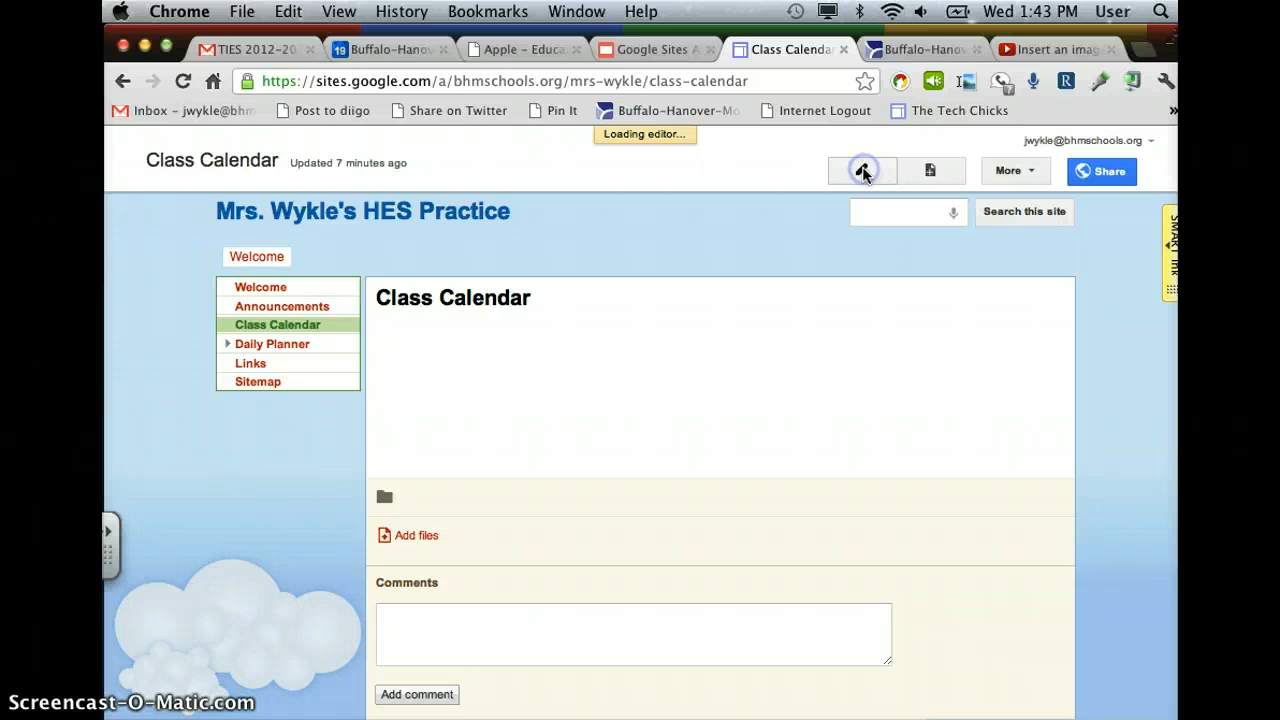 Chrome File Edit View History Bookmarks Window Help Wed 1:43 PM User
TIES 2012-20 19 Buffalo-Hanov Apple – Educa Google Sites A Class Calenda Buffalo-Hanov Insert an imag
https://sites.google.com/a/bhmschools.org/mrs-wykle/class-calendar
Inbox – jwykle@bhm Post to diigo Share on Twitter Pin It Buffalo-Hanover-Mo Internet Logout The Tech Chicks »
Loading editor...
jwykle@bhmschools.org
Class Calendar Updated 7 minutes ago
More Share
Mrs. Wykle's HES Practice
Search this site
SMART Ink
Welcome
Welcome
Announcements
Class Calendar
Daily Planner
Links
Sitemap
Class Calendar
Add files
Comments
Add comment
Screencast-O-Matic.com